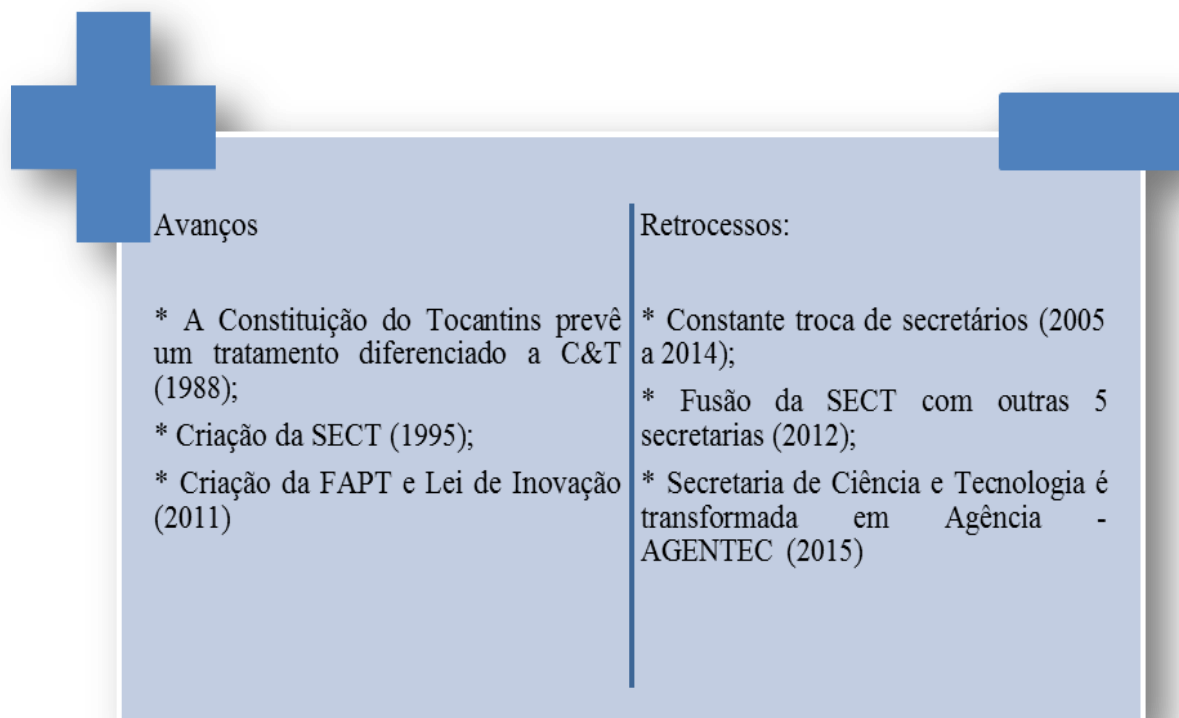 Avanços
* A Constituição do Tocantins prevê
um tratamento diferenciado a C&T
(1988);
* Criação da SECT (1995);
* Criação da FAPT e Lei de Inovação
(2011)
Retrocessos:
* Constante troca de secretários (2005
a 2014);
* Fusão da SECT com outras 5
secretarias (2012);
* Secretaria de Ciência e Tecnologia é
transformada em Agência -
AGENTEC (2015)